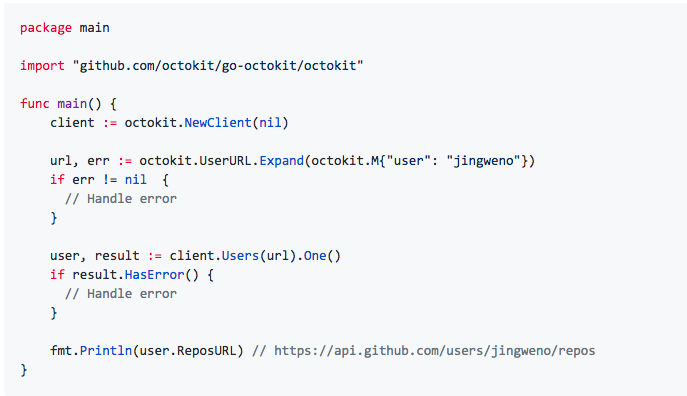 package main

import "github.com/octokit/go-octokit/octokit"

func main() {
    client := octokit.NewClient(nil)

    url, err := octokit.UserURL.Expand(octokit.M{"user": "jingweno"})
    if err != nil  {
      // Handle error
    }

    user, result := client.Users(url).One()
    if result.HasError() {
      // Handle error
    }

    fmt.Println(user.ReposURL) // https://api.github.com/users/jingweno/repos
}